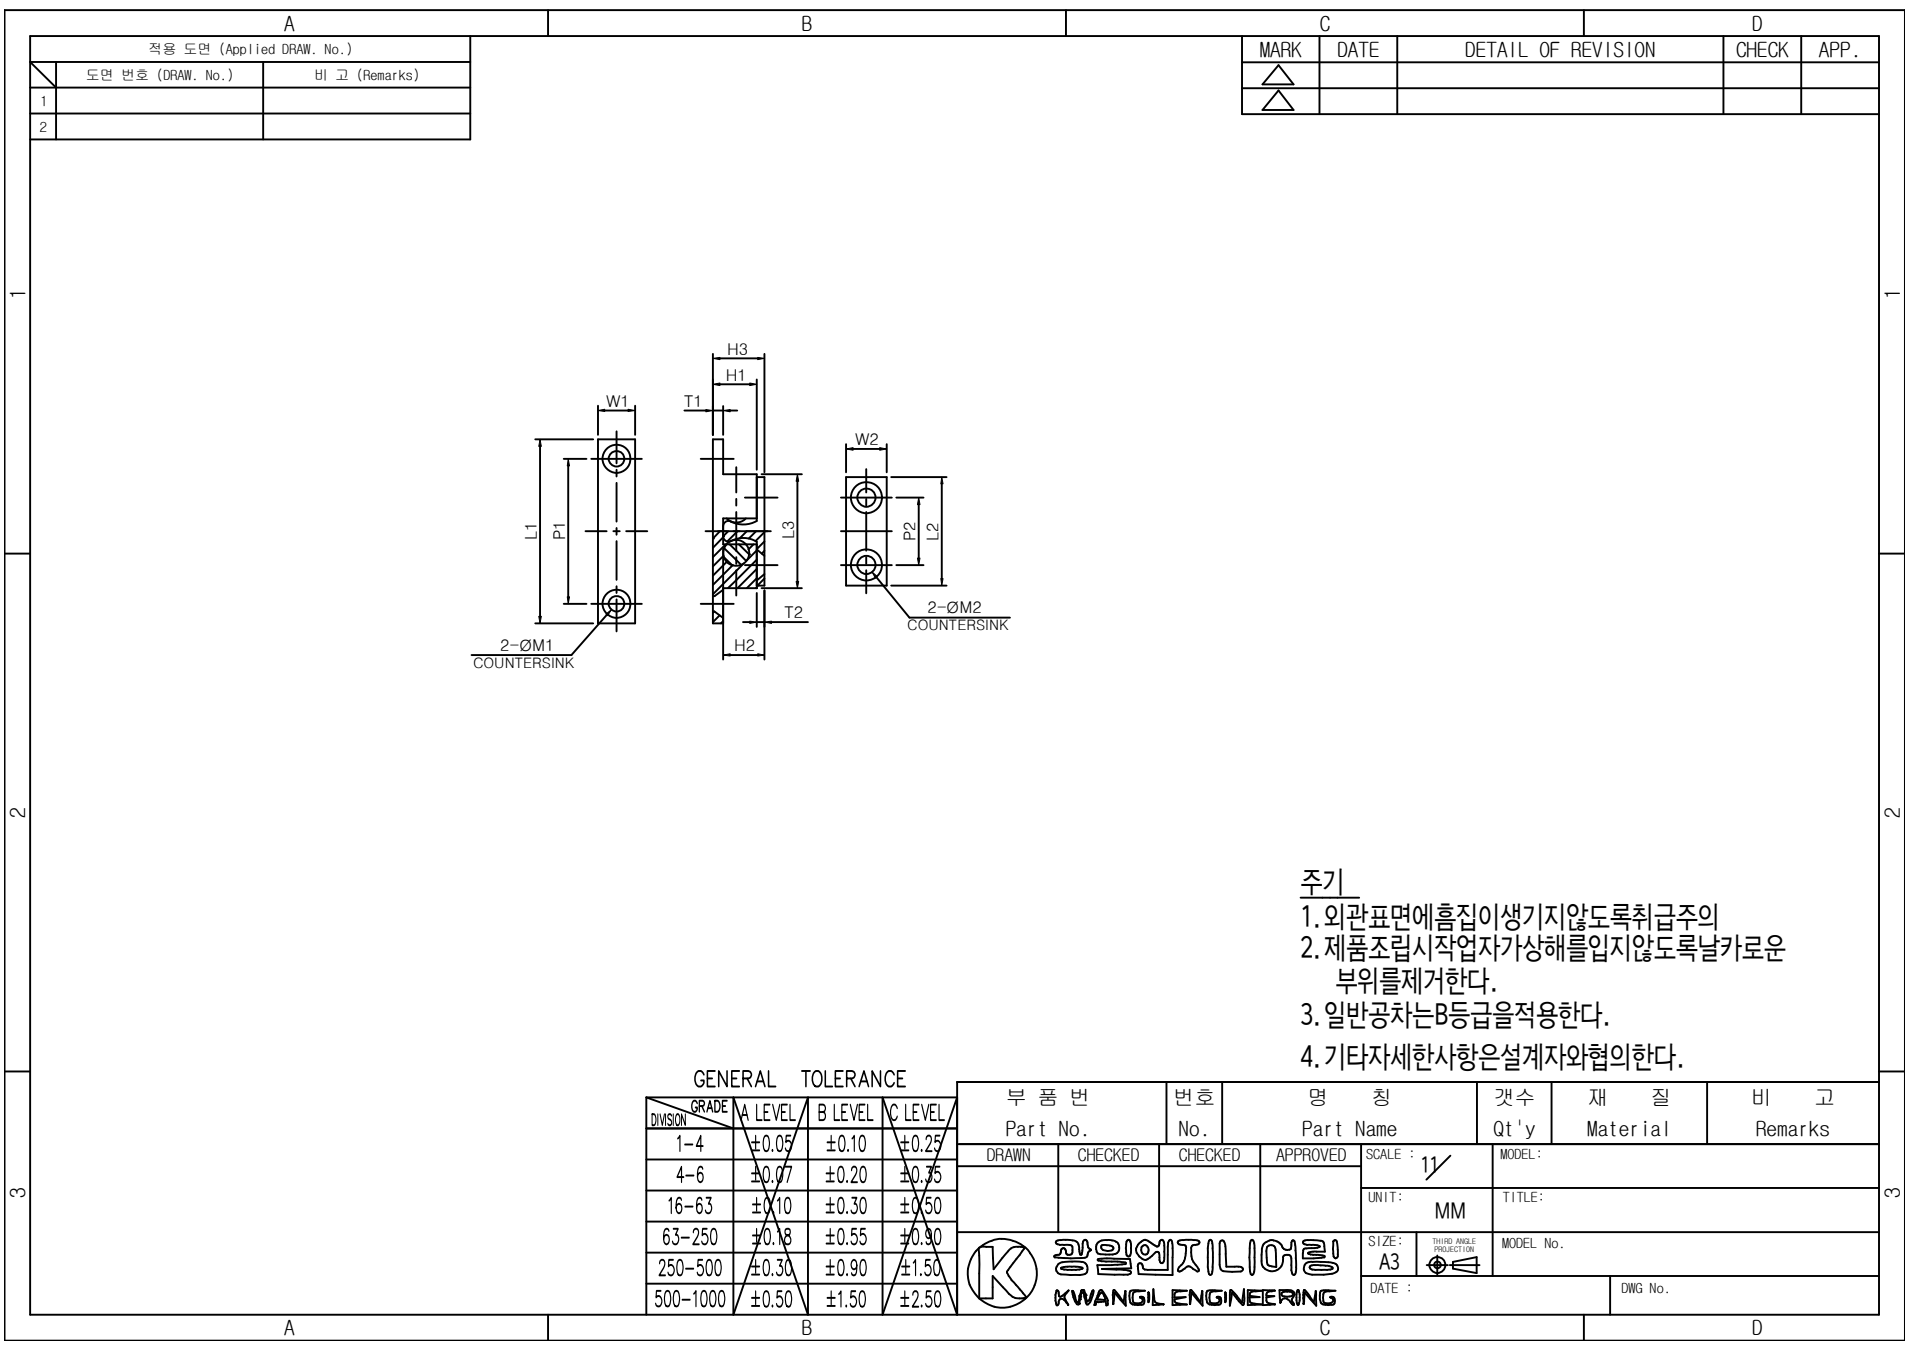 A B C D
적용 도면 (Applied DRAW. No.)
도면 번호 (DRAW. No.) 비 고 (Remarks)
1
2
MARK DATE DETAIL OF REVISION CHECK APP.
1 1
H3
H1
W1 T1
W2
L1 P1 L3 P2 L2
T2
2-ØM2
COUNTERSINK
2-ØM1
COUNTERSINK
H2
2 2
주기
1.외관표면에흠집이생기지않도록취급주의
2.제품조립시작업자가상해를입지않도록날카로운
부위를제거한다.
3.일반공차는B등급을적용한다.
4.기타자세한사항은설계자와협의한다.
GENERAL TOLERANCE
DIVISION GRADE A LEVEL B LEVEL C LEVEL
1-4 ±0.05 ±0.10 ±0.25
4-6 ±0.07 ±0.20 ±0.35
16-63 ±0.10 ±0.30 ±0.50
63-250 ±0.18 ±0.55 ±0.90
250-500 ±0.30 ±0.90 ±1.50
500-1000 ±0.50 ±1.50 ±2.50
부 품 번 번호 명 칭 갯수 재 질 비 고
Part No. No. Part Name Qt'y Material Remarks
DRAWN CHECKED CHECKED APPROVED SCALE : 11/ MODEL:
UNIT: MM TITLE:
SIZE: A3 THIRD ANGLE PROJECTION MODEL No.
DATE : DWG No.
K 광일엔지니어링
KWANGIL ENGINEERING
3 3
A B C D